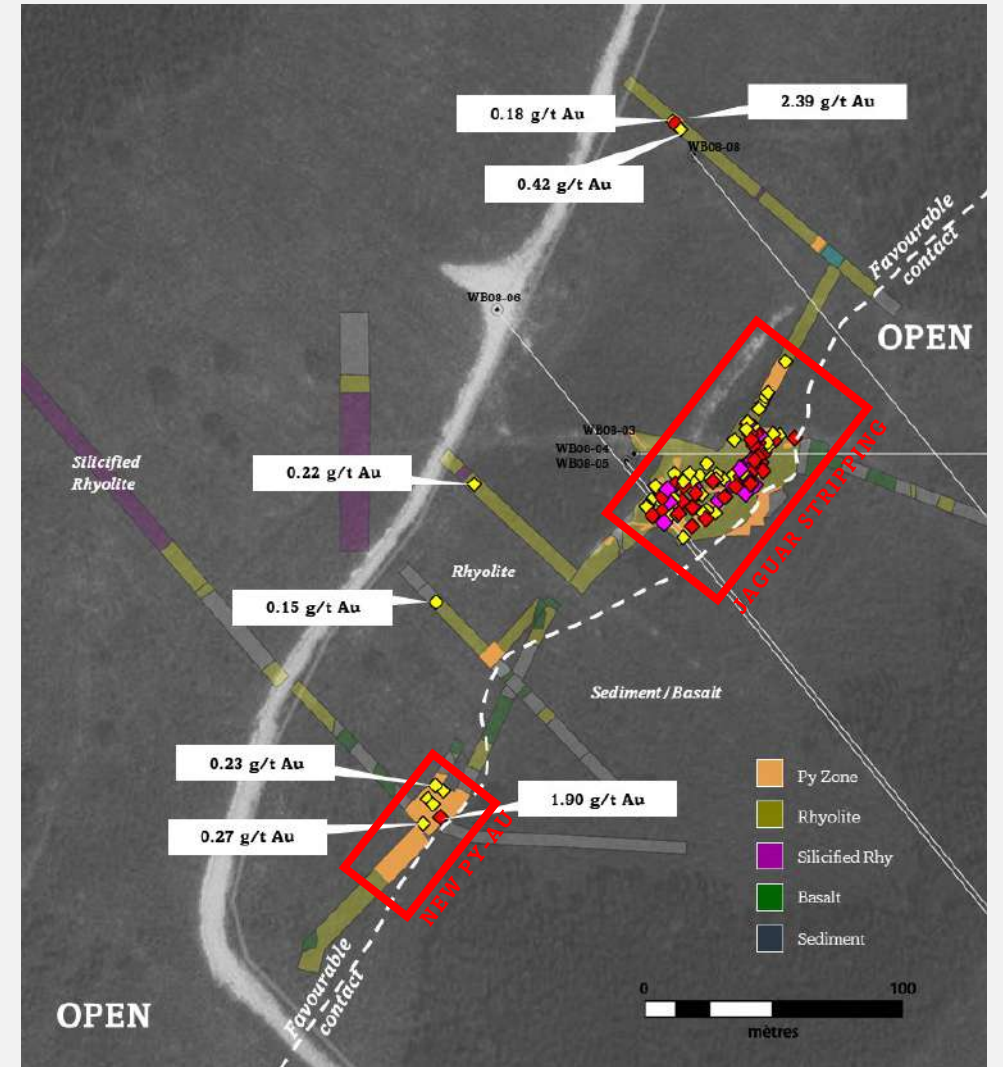 2.39 g/t Au
0.18 g/t Au
WB08-08
0.42 g/t Au
Favourable
contact
WB08-06
OPEN
WB08-03
WB08-04
WB08-05
JAGUAR STRIPPING
Silicified
Rhyolite
0.22 g/t Au
Rhyolite
0.15 g/t Au
Sediment/Basalt
0.23 g/t Au
1.90 g/t Au
0.27 g/t Au
NEW PY-AU
Py Zone
Rhyolite
Silicified Rhy
Basalt
Sediment
Favourable
contact
OPEN
0 100
mètres